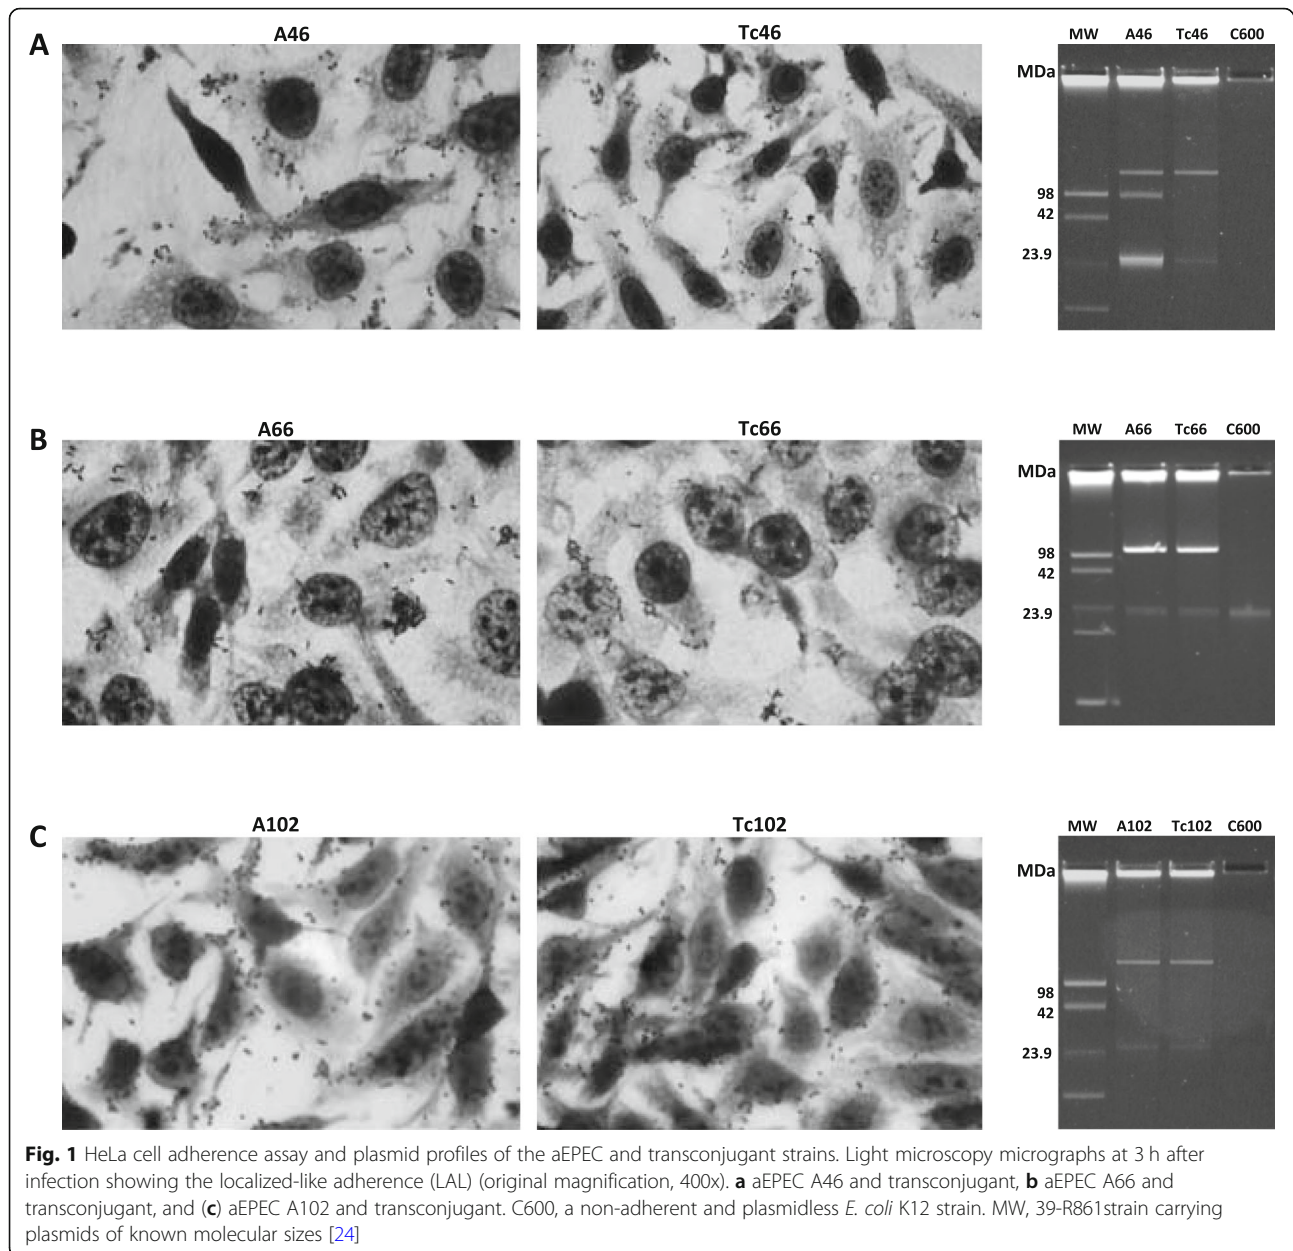 A
A46
Tc46
MW A46 Tc46 C600
MDa
98
42
23.9
B
A66
Tc66
MW A66 Tc66 C600
MDa
98
42
23.9
C
A102
Tc102
MW A102 Tc102 C600
MDa
98
42
23.9
Fig. 1 HeLa cell adherence assay and plasmid profiles of the aEPEC and transconjugant strains. Light microscopy micrographs at 3 h after
infection showing the localized-like adherence (LAL) (original magnification, 400x). a aEPEC A46 and transconjugant, b aEPEC A66 and
transconjugant, and (c) aEPEC A102 and transconjugant. C600, a non-adherent and plasmidless E. coli K12 strain. MW, 39-R861strain carrying
plasmids of known molecular sizes [24]